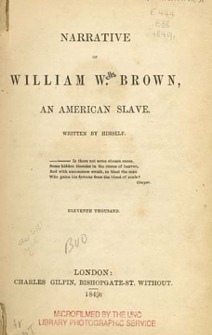 E444
B88
1849
NARRATIVE
OF
WILLIAM W. BROWN,
AN AMERICAN SLAVE.
WRITTEN BY HIMSELF.
Is there not some chosen curse,
Some hidden thunder in the stores of heaven,
Red with uncommon wrath, to blast the man
Who gains his fortune from the blood of souls?
Cowper.
ELEVENTH THOUSAND.
LONDON:
CHARLES GILPIN, BISHOPGATE-ST. WITHOUT.
1849
MICROFILMED BY THE UNC
LIBRARY PHOTOGRAPHIC SERVICE